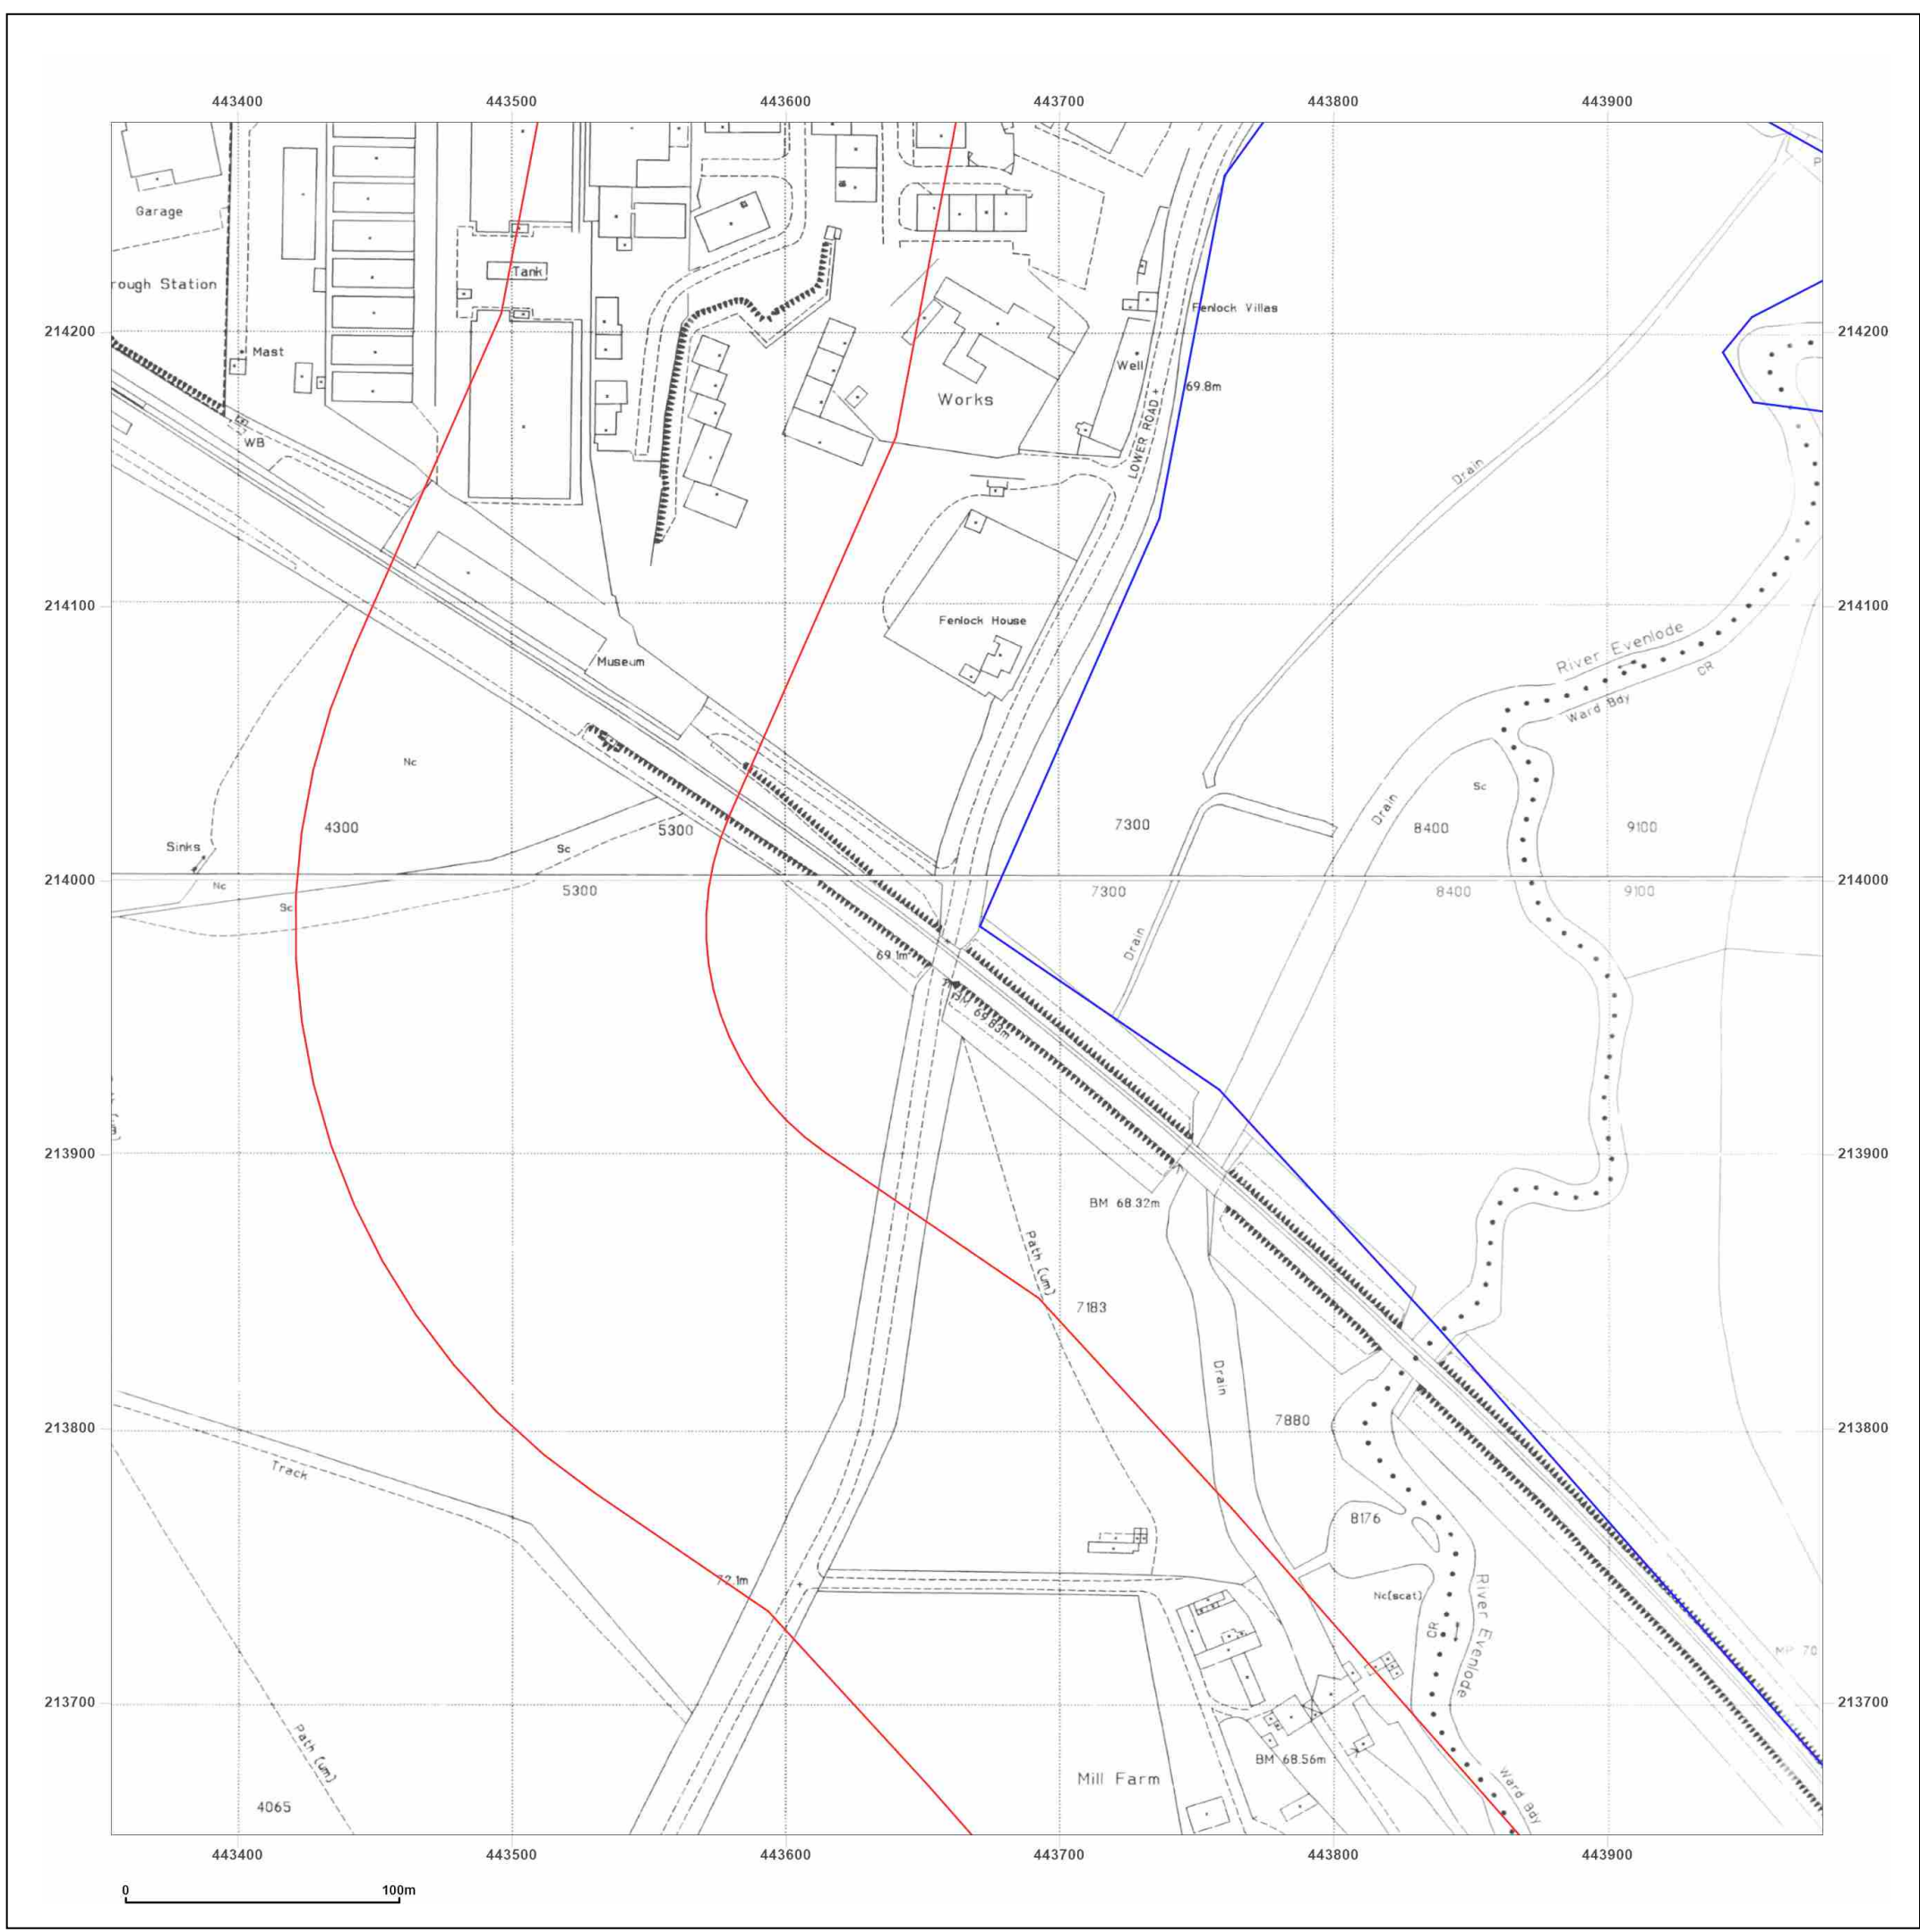 443400 443500 443600 443700 443800 443900
Garage
Tank
rough Station
Fenlock Villas
214200 214200
Mast
Well
69.8m
Works
LOWER ROAD +
WB
Drain
214100 214100
Fenlock House
River Evenlode
Museum
CR
Ward Bdy
Nc
Sc
Drain
4300 5300 7300 8400 9100
Sinks
Sc
214000 214000
Nc
5300 7300 8400 9100
Sc
Drain
69.1m
BM 69.83m
213900 213900
BM 68.32m
Path (um)
7183
Drain
213800 213800
7880
Track
8176
72.1m
Nc(scat)
River Evenlode
CR
MP 70
213700 213700
Path (um)
BM 68.56m
Mill Farm
Ward Bdy
4065
443400 443500 443600 443700 443800 443900
0 100m